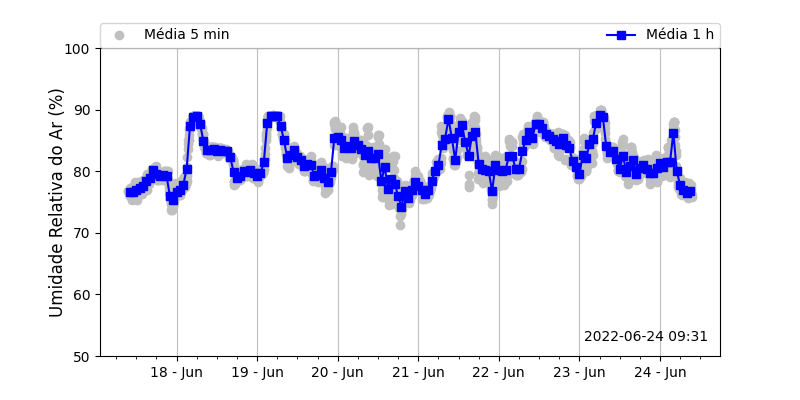 Média 5 min Média 1 h
Umidade Relativa do Ar (%)
100
90
80
70
60
50
2022-06-24 09:31
18 - Jun 19 - Jun 20 - Jun 21 - Jun 22 - Jun 23 - Jun 24 - Jun